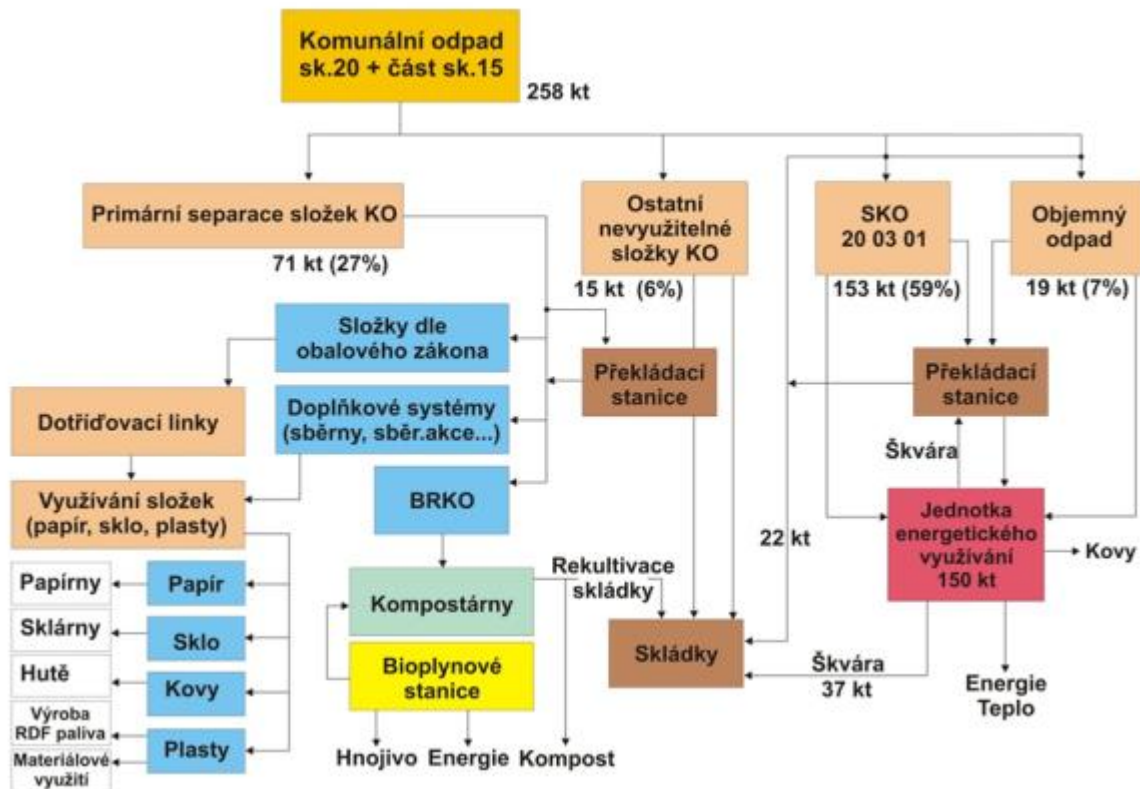 Komunální odpad
sk.20 + část sk.15
258 kt
Primární separace složek KO
71 kt (27%)
Ostatní
nevyužitelné
složky KO
15 kt (6%)
SKO
20 03 01
153 kt (59%)
Objemný
odpad
19 kt (7%)
Složky dle
obalového zákona
Překládací
stanice
Překládací
stanice
Dotříďovací linky
Doplňkové systémy
(sběrny, sběr.akce...)
Škvára
Využívání složek
(papír, sklo, plasty)
BRKO
Jednotka
energetického
využívání
150 kt
22 kt
Kovy
Papírny
Papír
Kompostárny
Rekultivace
skládky
Sklárny
Sklo
Skládky
Škvára
37 kt
Hutě
Kovy
Bioplynové
stanice
Energie
Teplo
Výroba
RDF paliva
Plasty
Materiálové
využití
Hnojivo
Energie
Kompost